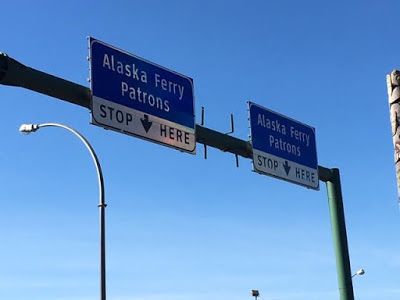 Alaska Ferry
Patrons
STOP HERE
Alaska Ferry
Patrons
STOP HERE